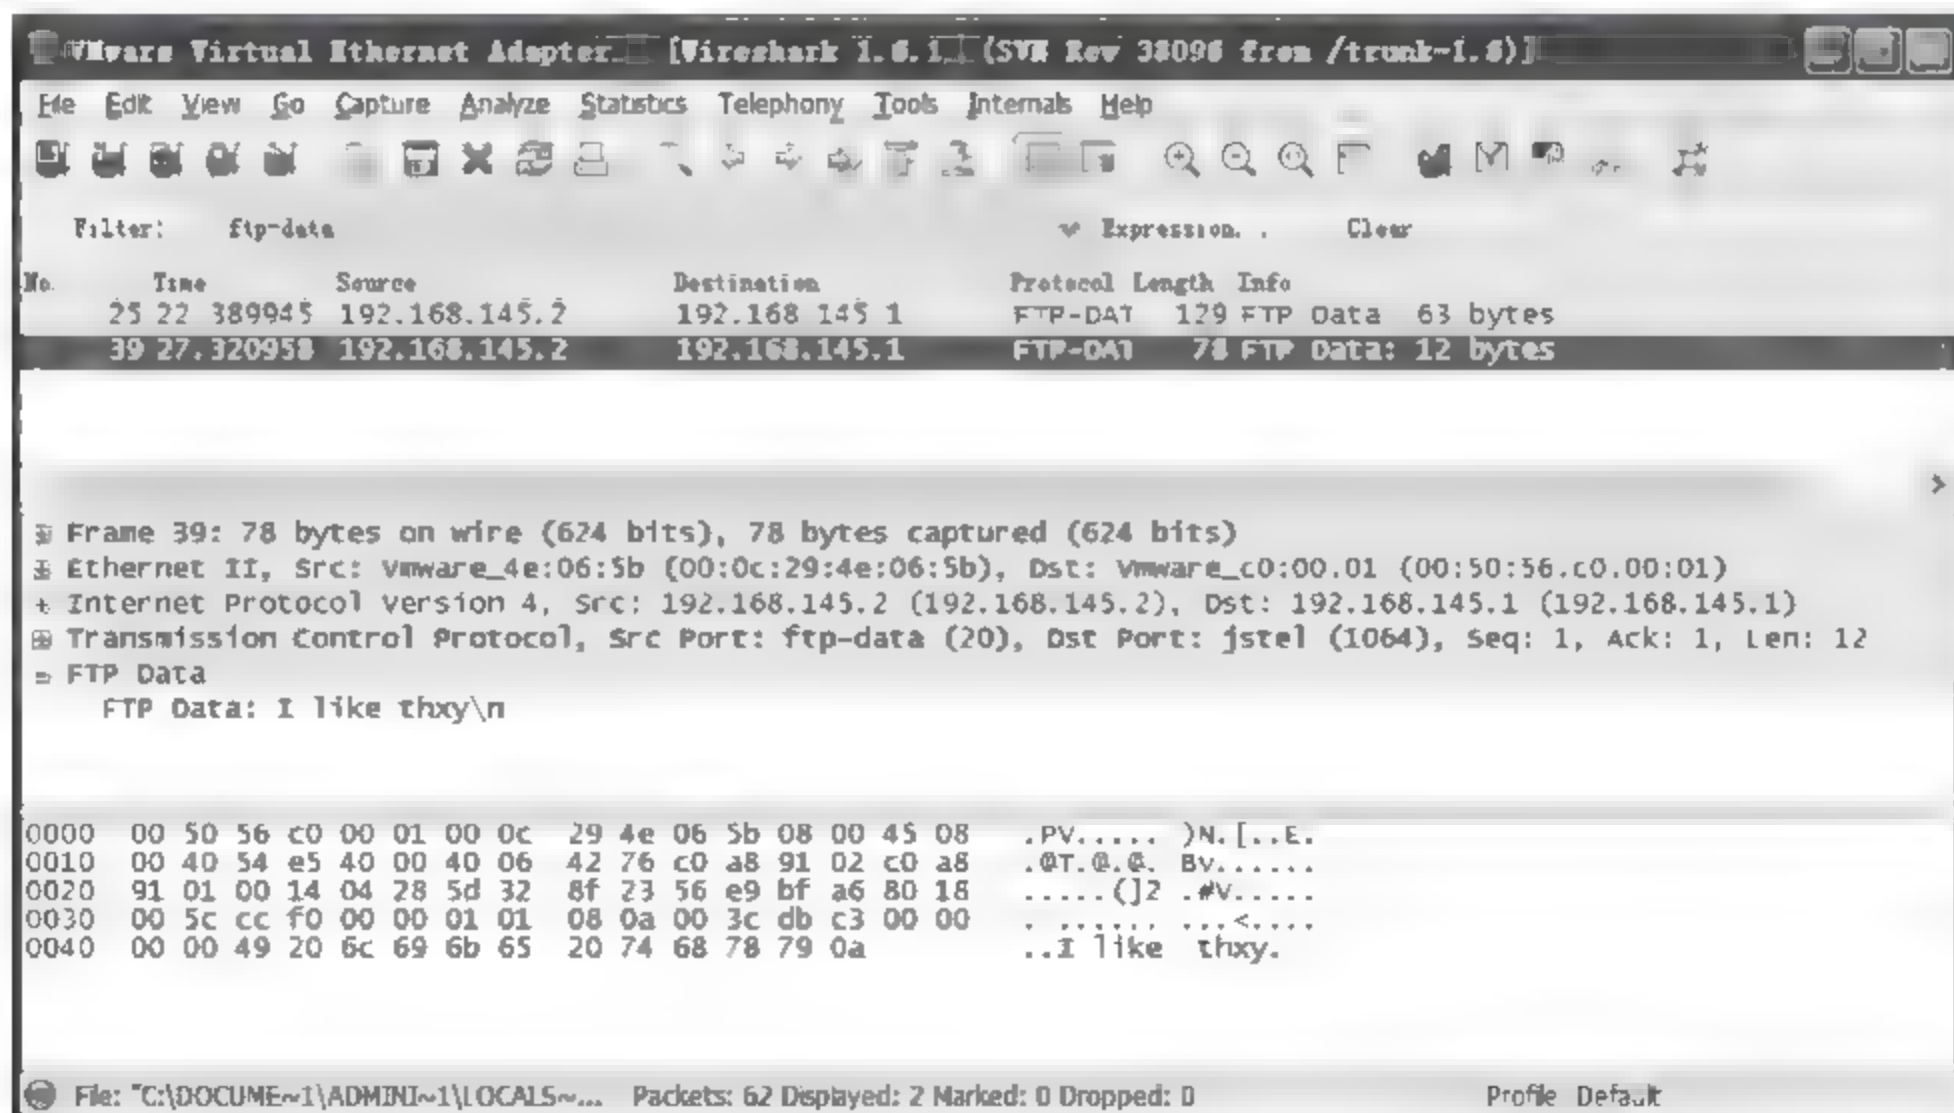 VMware Virtual Ethernet Adapter [Wireshark 1.6.1 (SVN Rev 38096 from /trunk-1.6)]
File Edit View Go Capture Analyze Statistics Telephony Tools Internals Help
Filter: ftp-data Expression. . Clear
No. Time Source Destination Protocol Length Info
25 22 389945 192.168.145.2 192.168 145 1 FTP-DAT 129 FTP Data 63 bytes
39 27.320958 192.168.145.2 192.168.145.1 FTP-DAT 78 FTP Data: 12 bytes
Frame 39: 78 bytes on wire (624 bits), 78 bytes captured (624 bits)
Ethernet II, Src: Vmware_4e:06:5b (00:0c:29:4e:06:5b), Dst: Vmware_c0:00.01 (00:50:56.c0.00:01)
Internet Protocol Version 4, Src: 192.168.145.2 (192.168.145.2), Dst: 192.168.145.1 (192.168.145.1)
Transmission Control Protocol, Src Port: ftp-data (20), Dst Port: jstel (1064), Seq: 1, Ack: 1, Len: 12
FTP Data
FTP Data: I like thxy\n
0000 00 50 56 c0 00 01 00 0c 29 4e 06 5b 08 00 45 08 .PV..... )N.[..E.
0010 00 40 54 e5 40 00 40 06 42 76 c0 a8 91 02 c0 a8 .@T.@.@. Bv......
0020 91 01 00 14 04 28 5d 32 8f 23 56 e9 bf a6 80 18 .....(]2 .#V.....
0030 00 5c cc f0 00 00 01 01 08 0a 00 3c db c3 00 00 . ...... ...<....
0040 00 00 49 20 6c 69 6b 65 20 74 68 78 79 0a ..I like thxy.
File: "C:\DOCUME~1\ADMINI~1\LOCALS~... Packets: 62 Displayed: 2 Marked: 0 Dropped: 0 Profile Default